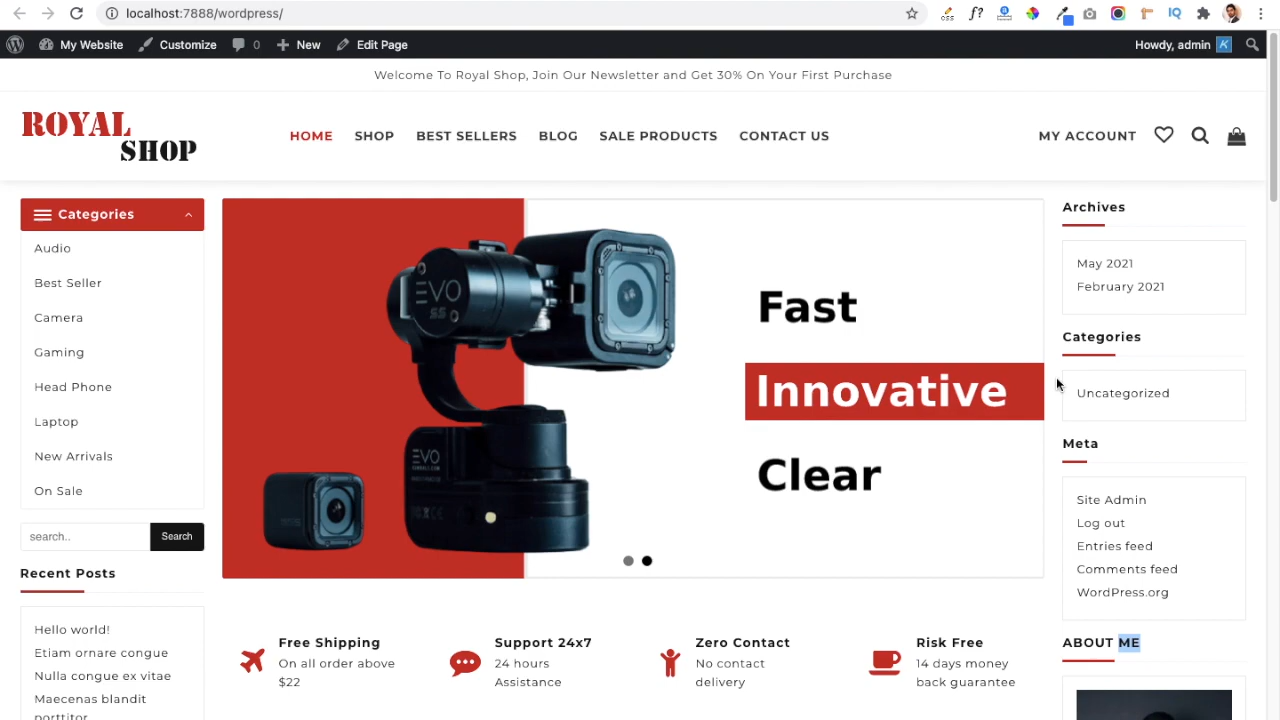 localhost:7888/wordpress/
My Website
Customize
0
New
Edit Page
Howdy, admin
Welcome To Royal Shop, Join Our Newsletter and Get 30% On Your First Purchase
ROYAL
SHOP
HOME
SHOP
BEST SELLERS
BLOG
SALE PRODUCTS
CONTACT US
MY ACCOUNT
Categories
Audio
Best Seller
Camera
Gaming
Head Phone
Laptop
New Arrivals
On Sale
search..
Search
Recent Posts
Hello world!
Etiam ornare congue
Nulla congue ex vitae
Maecenas blandit
porttitor
EVO
SS
EVO
Fast
Innovative
Clear
Free Shipping
On all order above
$22
Support 24x7
24 hours
Assistance
Zero Contact
No contact
delivery
Risk Free
14 days money
back guarantee
Archives
May 2021
February 2021
Categories
Uncategorized
Meta
Site Admin
Log out
Entries feed
Comments feed
WordPress.org
ABOUT ME